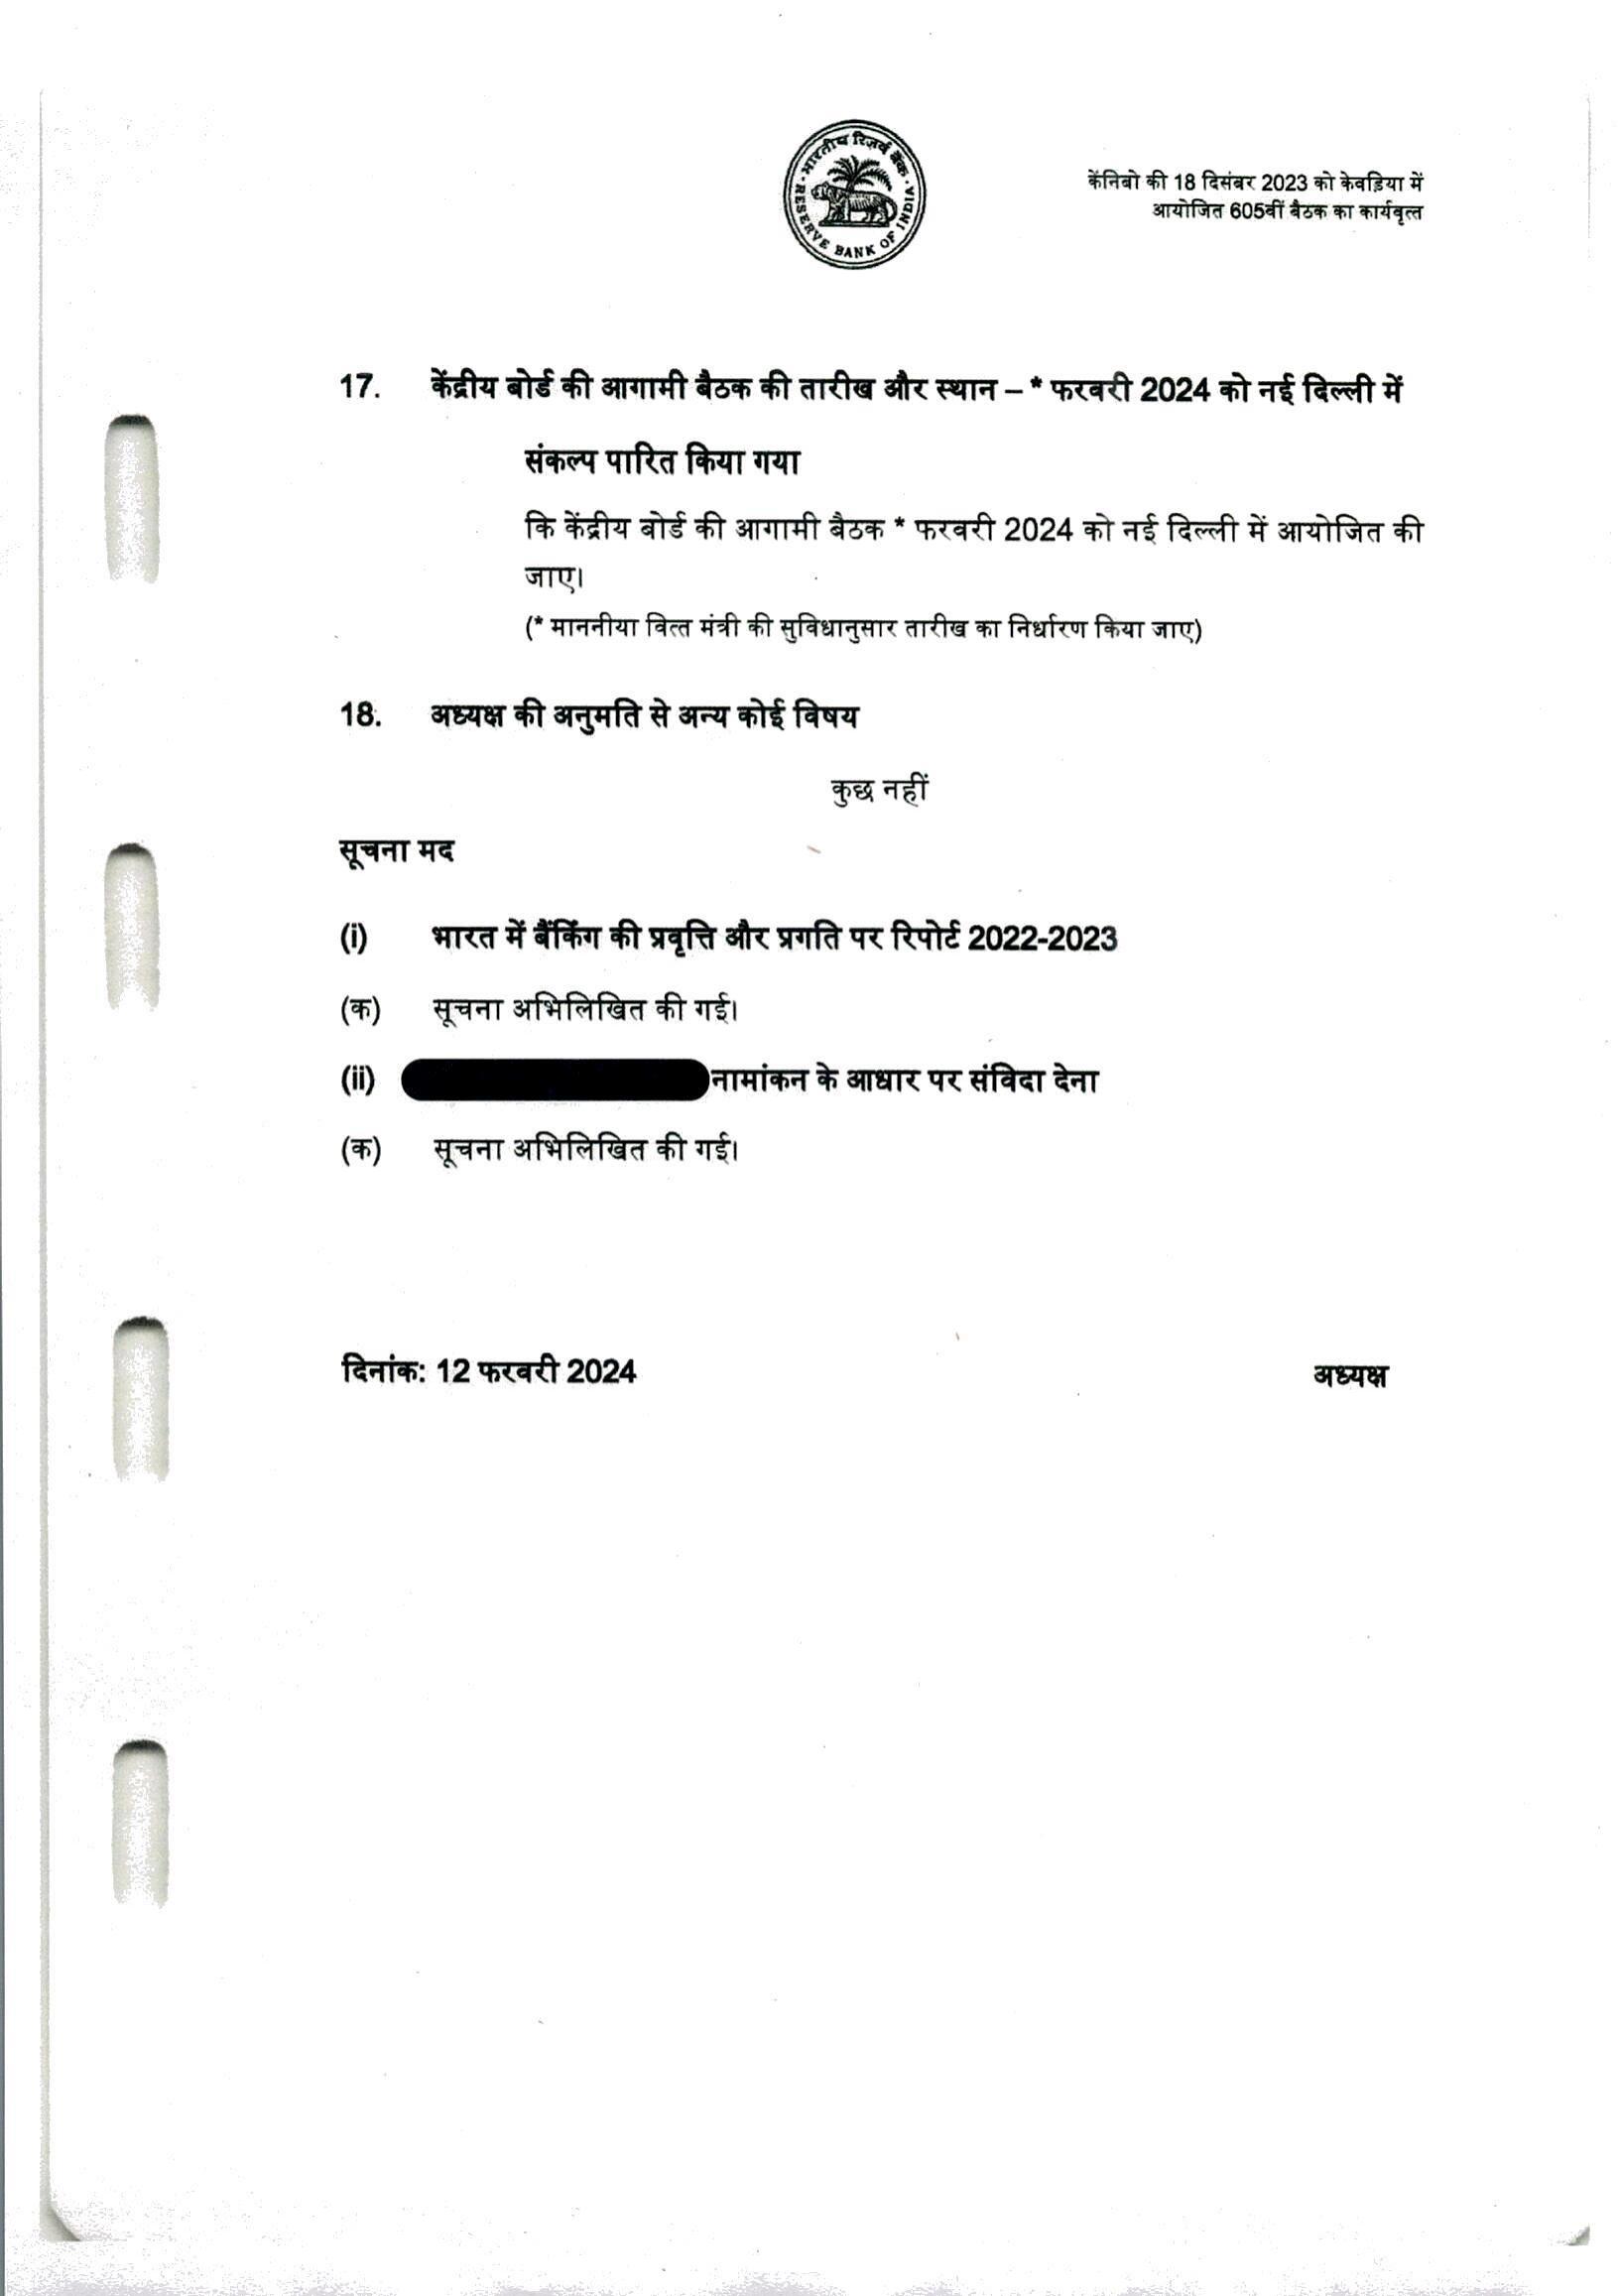 भारतीय रिज़र्व बैंक
RESERVE BANK OF INDIA
केंनिबो की 18 दिसंबर 2023 को केवड़िया में
आयोजित 605वीं बैठक का कार्यवृत्त
17. केंद्रीय बोर्ड की आगामी बैठक की तारीख और स्थान – * फरवरी 2024 को नई दिल्ली में
संकल्प पारित किया गया
कि केंद्रीय बोर्ड की आगामी बैठक * फरवरी 2024 को नई दिल्ली में आयोजित की
जाए।
(* माननीया वित्त मंत्री की सुविधानुसार तारीख का निर्धारण किया जाए)
18. अध्यक्ष की अनुमति से अन्य कोई विषय
कुछ नहीं
सूचना मद
(i) भारत में बैंकिंग की प्रवृत्ति और प्रगति पर रिपोर्ट 2022-2023
(क) सूचना अभिलिखित की गई।
(ii) नामांकन के आधार पर संविदा देना
(क) सूचना अभिलिखित की गई।
दिनांक: 12 फरवरी 2024 अध्यक्ष